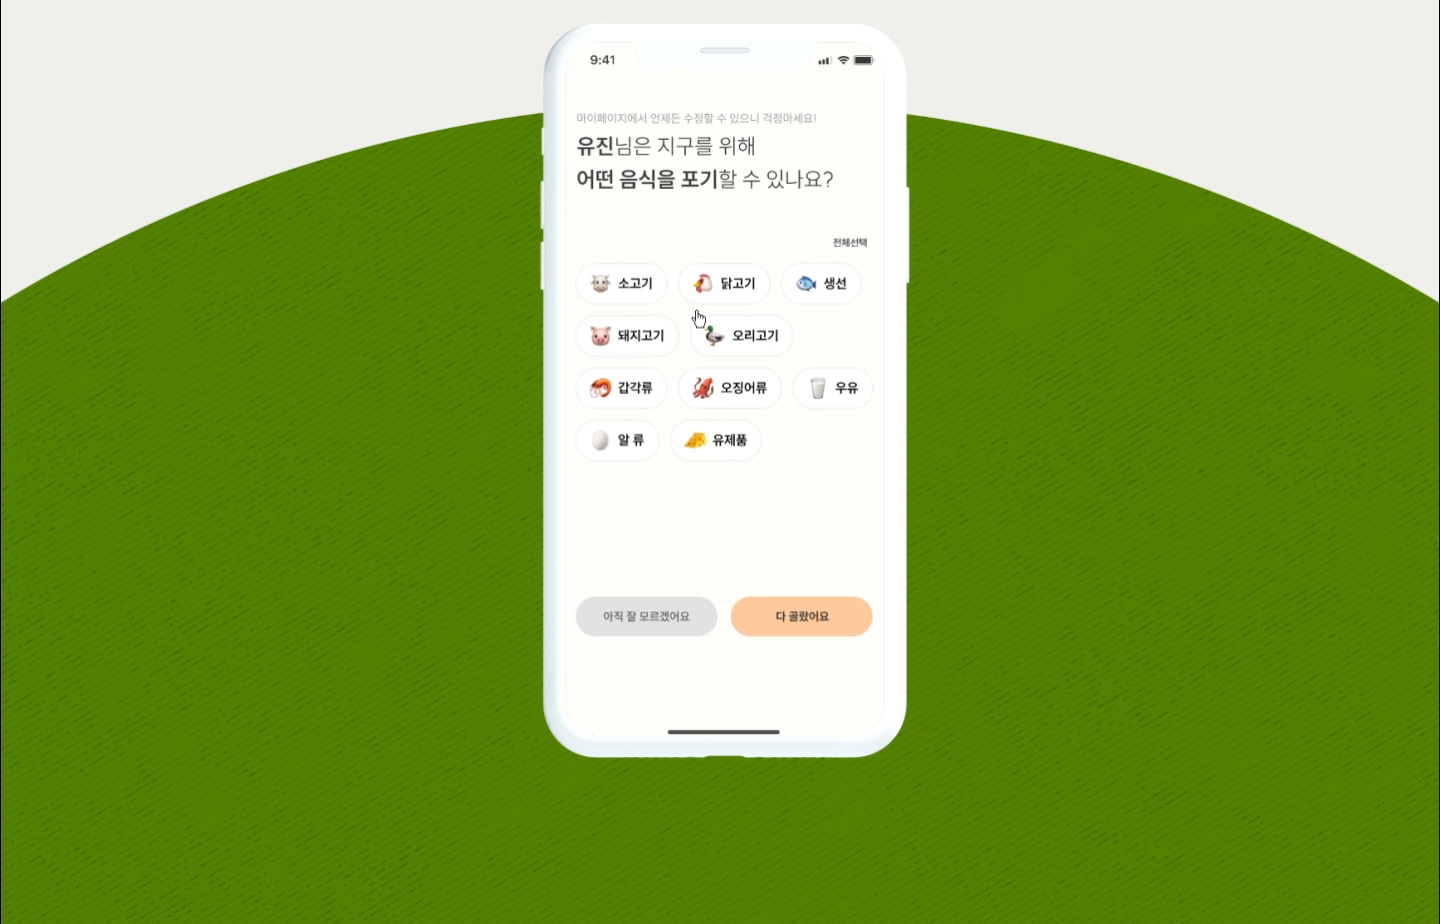 9:41
마이페이지에서 언제든 수정할 수 있으니 걱정마세요!
유진님은 지구를 위해
어떤 음식을 포기할 수 있나요?
전체선택
소고기 닭고기 생선
돼지고기 오리고기
갑각류 오징어류 우유
알 류 유제품
아직 잘 모르겠어요 다 골랐어요